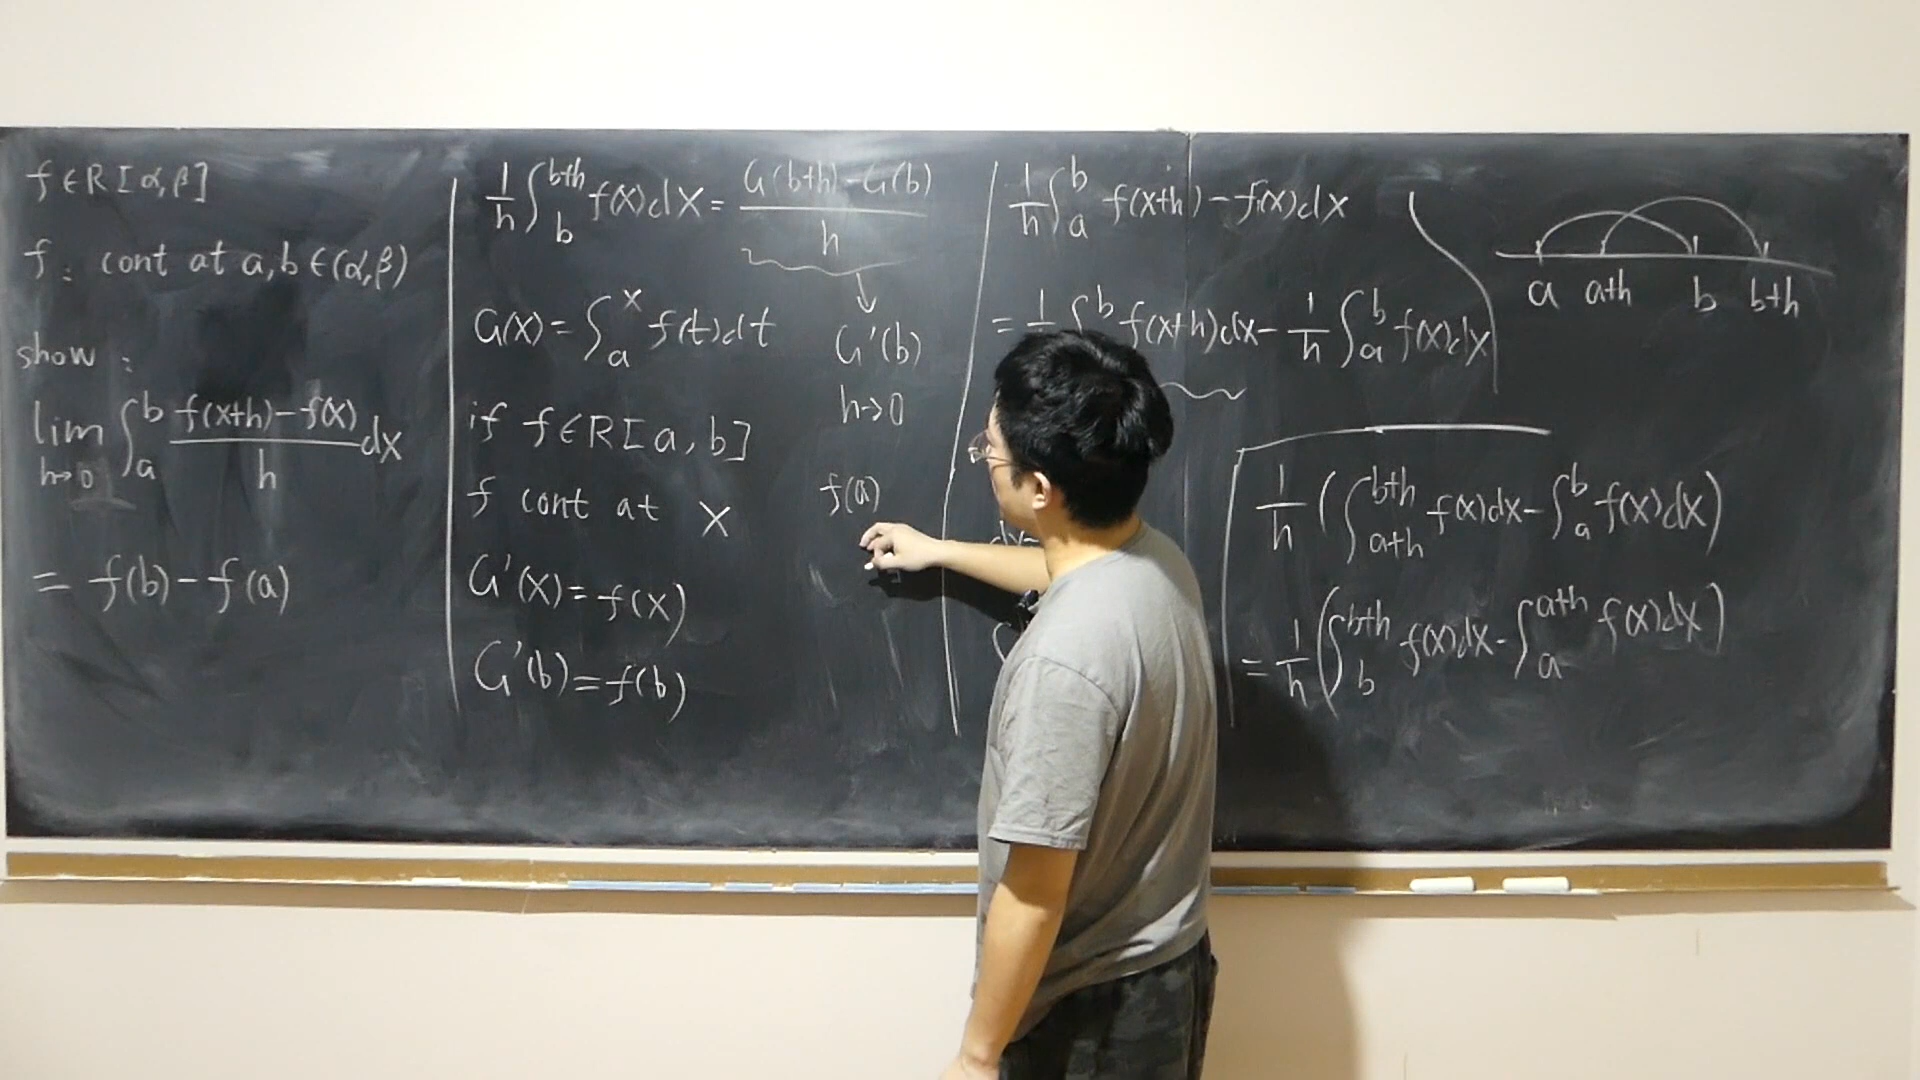 f ∈ R [α, β]
f : cont at a, b ∈ (α, β)
show :
lim h→0 ∫_a^b (f(x+h) − f(x))/h dx
= f(b) − f(a)
1/h ∫_b^{b+h} f(x) dx = (G(b+h) − G(b))/h
↓
G'(b)
h→0
G(x) = ∫_a^x f(t) dt
if f ∈ R [a, b]
f cont at x
G'(x) = f(x)
G'(b) = f(b)
f(a)
1/h ∫_a^b f(x+h) − f(x) dx
= 1/h ∫^b f(x+h) dx − 1/h ∫_a^b f(x) dx
a a+h b b+h
1/h ( ∫_{a+h}^{b+h} f(x) dx − ∫_a^b f(x) dx )
= 1/h ( ∫_b^{b+h} f(x) dx − ∫_a^{a+h} f(x) dx )